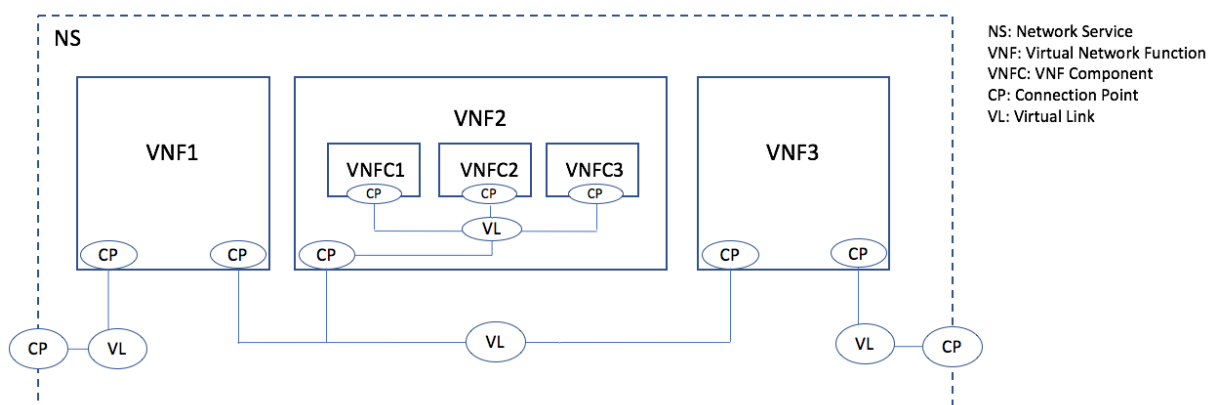 NS
NS: Network Service
VNF: Virtual Network Function
VNFC: VNF Component
CP: Connection Point
VL: Virtual Link
VNF1
VNF2
VNF3
VNFC1
VNFC2
VNFC3
CP
CP
CP
VL
CP
CP
CP
CP
CP
CP
VL
VL
VL
CP